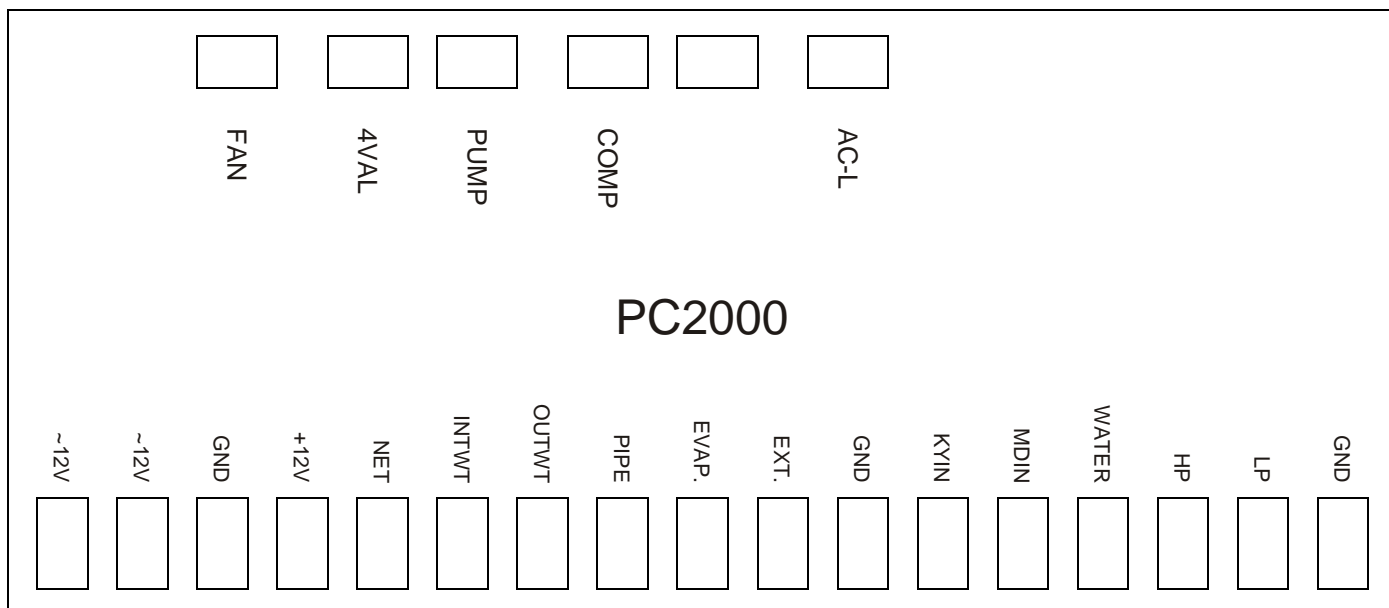 FAN
4VAL
PUMP
COMP
AC-L
PC2000
~12V
~12V
GND
+12V
NET
INTWT
OUTWT
PIPE
EVAP.
EXT.
GND
KYIN
MDIN
WATER
HP
LP
GND